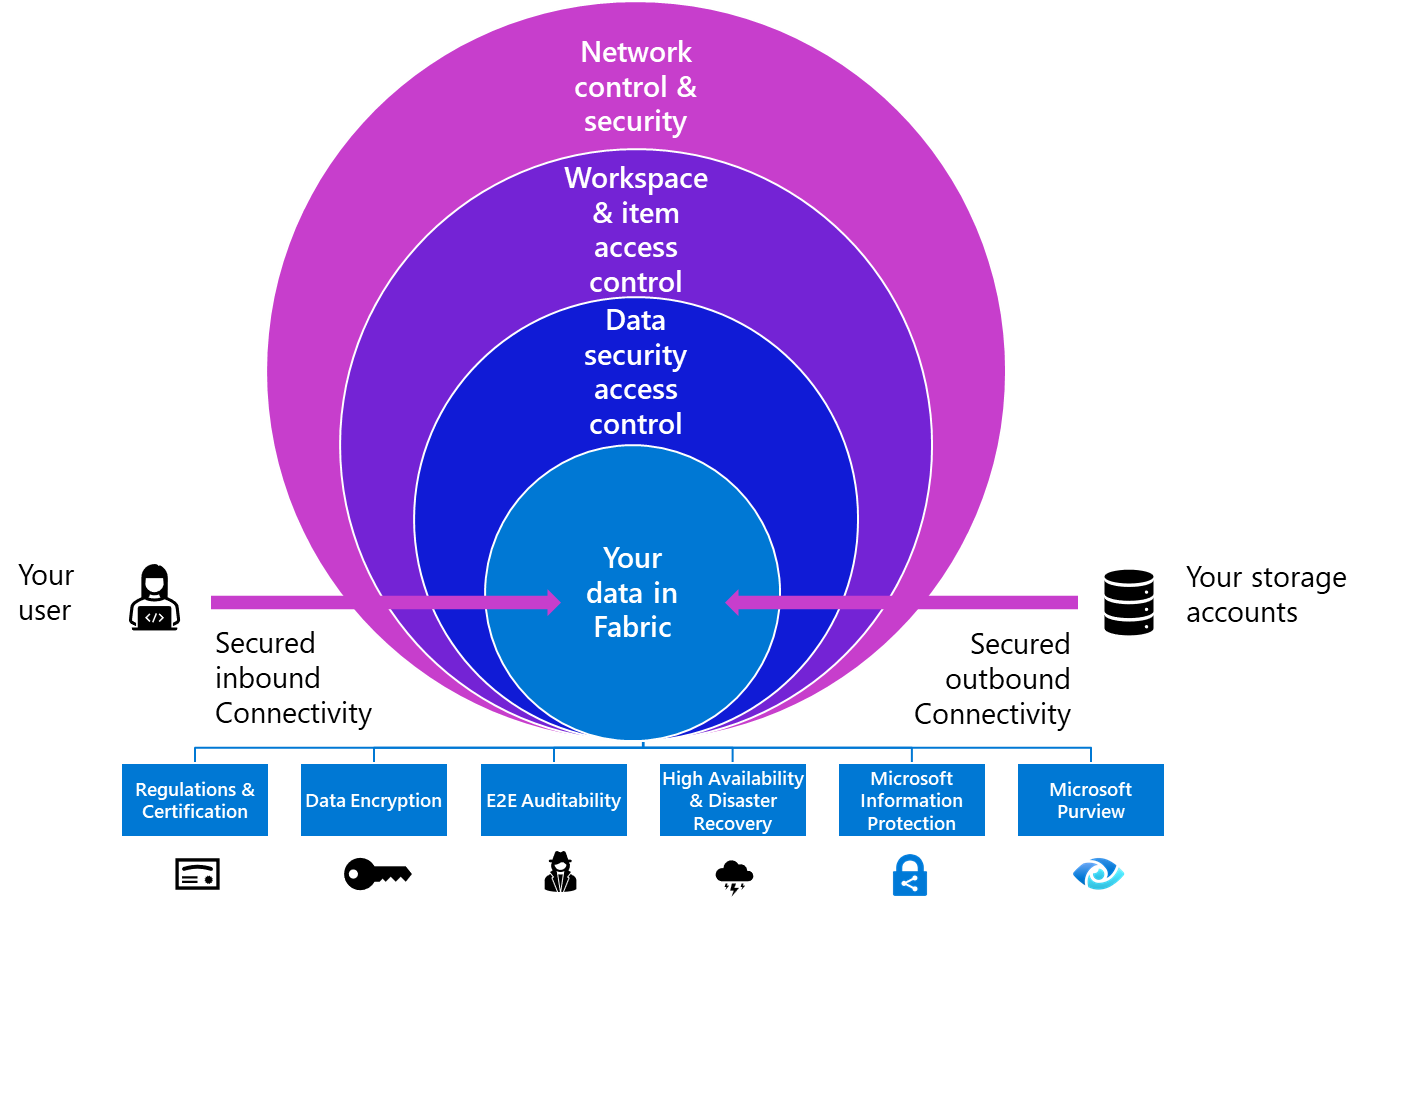 Network
control &
security
Workspace
& item
access
control
Data
security
access
control
Your
data in
Fabric
Your
user
</>
Secured
inbound
Connectivity
Your storage
accounts
Secured
outbound
Connectivity
Regulations &
Certification
Data Encryption
E2E Auditability
High Availability
& Disaster
Recovery
Microsoft
Information
Protection
Microsoft
Purview